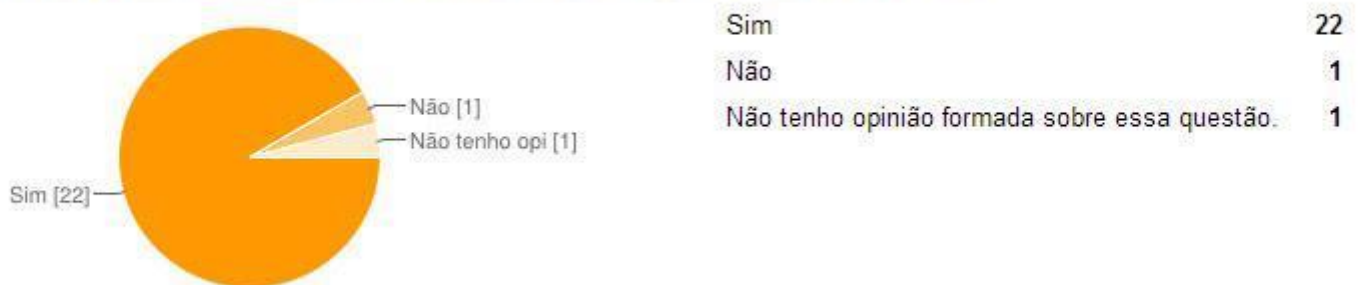 Sim 22
Não 1
Não tenho opinião formada sobre essa questão. 1
Não [1]
Não tenho opi [1]
Sim [22]